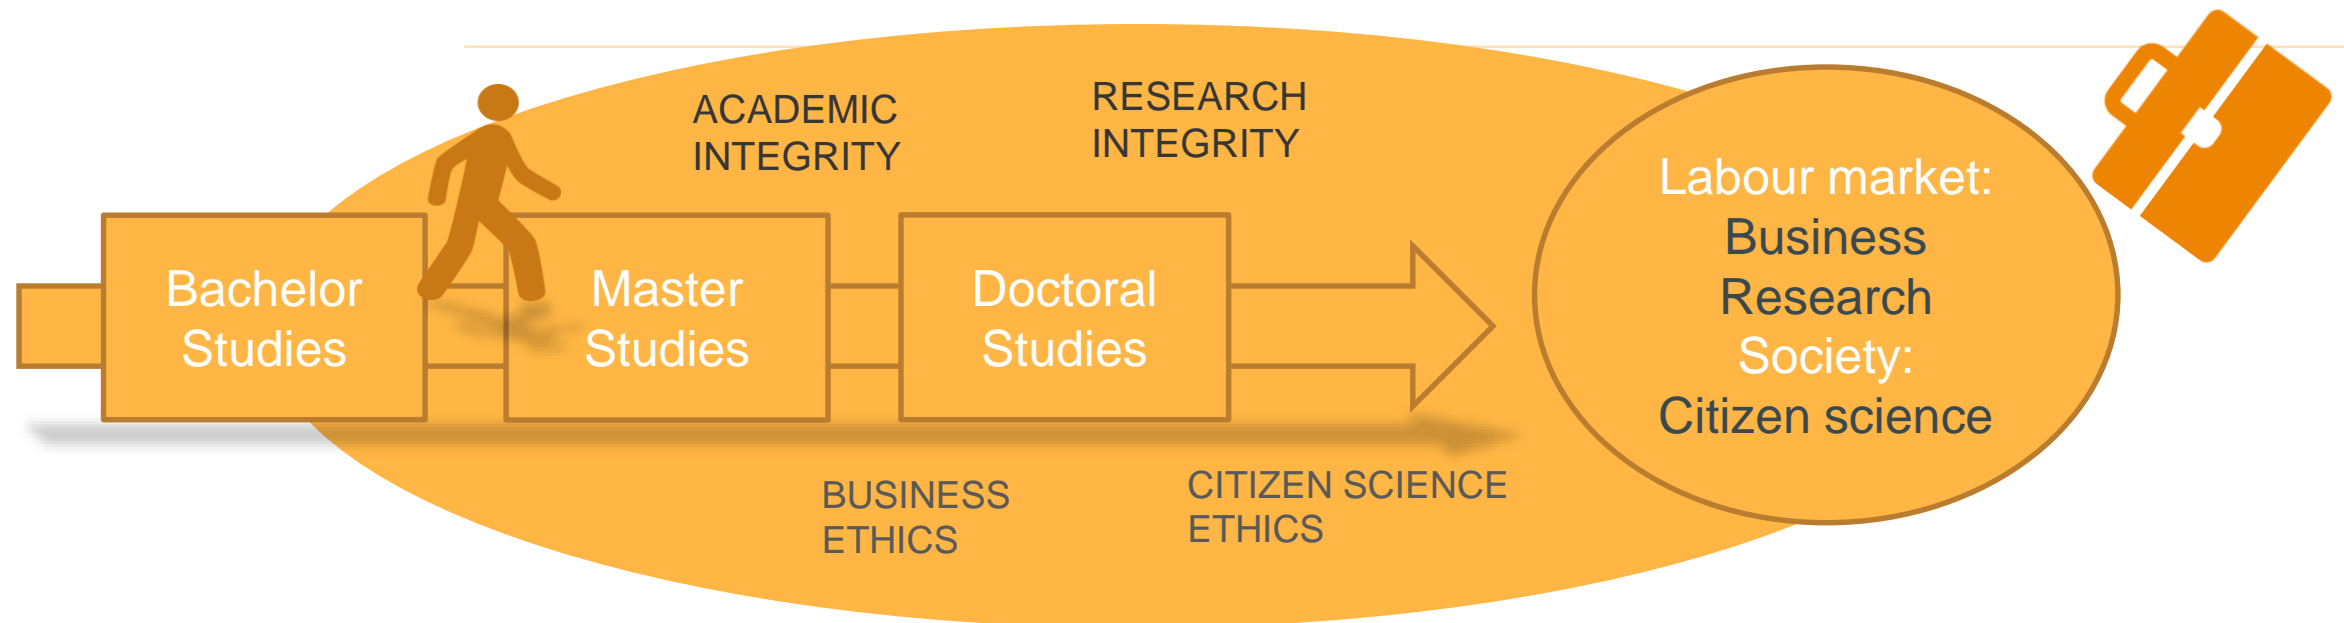 ACADEMIC
INTEGRITY
RESEARCH
INTEGRITY
Bachelor
Studies
Master
Studies
Doctoral
Studies
Labour market:
Business
Research
Society:
Citizen science
BUSINESS
ETHICS
CITIZEN SCIENCE
ETHICS